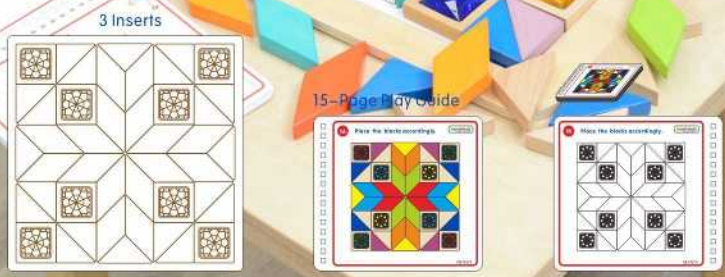 3 Inserts
15-Page Play Guide
Place the blocks accordingly.
Place the blocks accordingly.